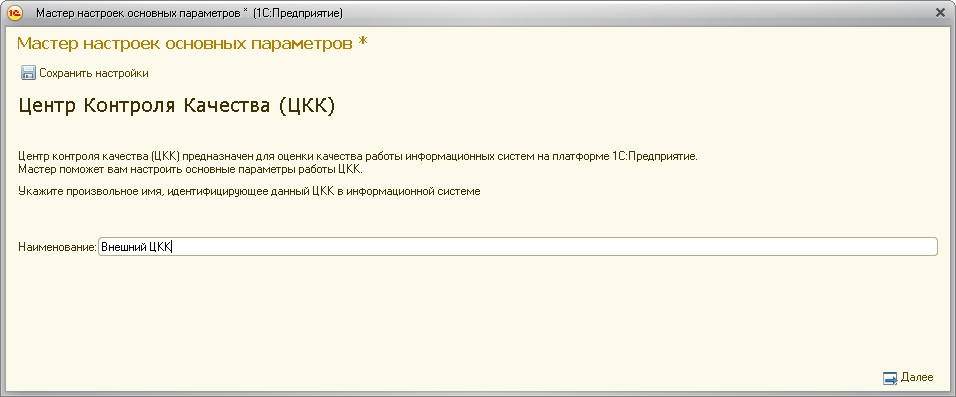 Мастер настроек основных параметров * (1С:Предприятие)
Мастер настроек основных параметров *
Сохранить настройки
Центр Контроля Качества (ЦКК)
Центр контроля качества (ЦКК) предназначен для оценки качества работы информационных систем на платформе 1С:Предприятие.
Мастер поможет вам настроить основные параметры работы ЦКК.
Укажите произвольное имя, идентифицирующее данный ЦКК в информационной системе
Наименование: Внешний ЦКК
Далее